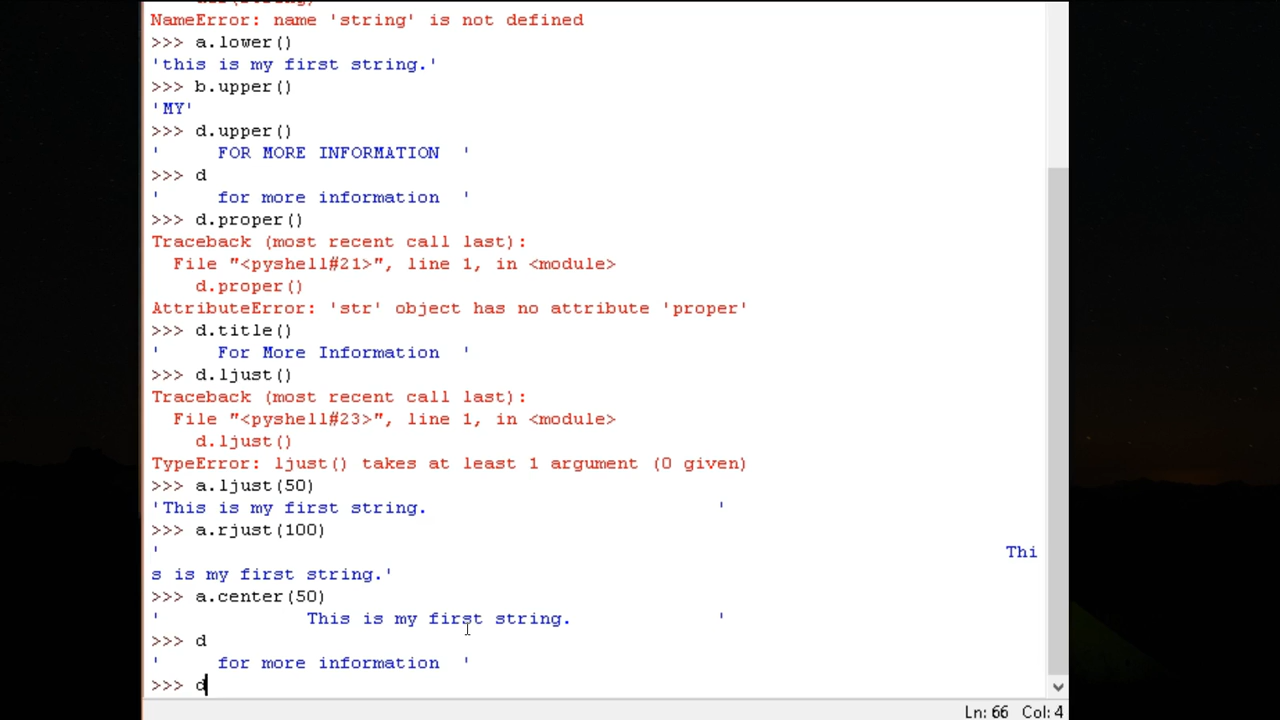 NameError: name 'string' is not defined
>>> a.lower()
'this is my first string.'
>>> b.upper()
'MY'
>>> d.upper()
'      FOR MORE INFORMATION  '
>>> d
'      for more information  '
>>> d.proper()
Traceback (most recent call last):
  File "<pyshell#21>", line 1, in <module>
    d.proper()
AttributeError: 'str' object has no attribute 'proper'
>>> d.title()
'      For More Information  '
>>> d.ljust()
Traceback (most recent call last):
  File "<pyshell#23>", line 1, in <module>
    d.ljust()
TypeError: ljust() takes at least 1 argument (0 given)
>>> a.ljust(50)
'This is my first string.                          '
>>> a.rjust(100)
'                                                                            Thi
s is my first string.'
>>> a.center(50)
'             This is my first string.             '
>>> d
'      for more information  '
>>> d
Ln: 66 Col: 4